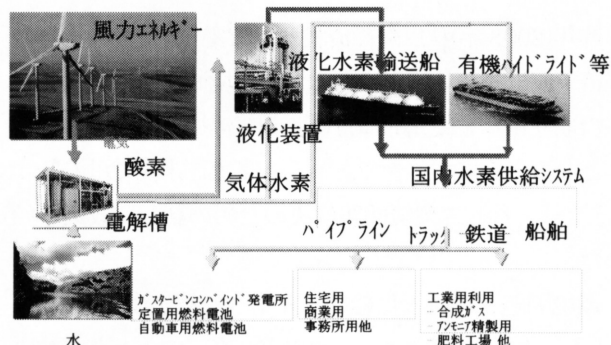 風力ｴﾈﾙｷﾞｰ
液化水素輸送船
有機ﾊｲﾄﾞﾗｲﾄﾞ等
電気
液化装置
酸素
気体水素
国内水素供給ｼｽﾃﾑ
電解槽
ﾊﾟｲﾌﾟﾗｲﾝ
ﾄﾗｯｸ
鉄道
船舶
ｶﾞｽﾀｰﾋﾞﾝｺﾝﾊﾞｲﾝﾄﾞ発電所
定置用燃料電池
自動車用燃料電池
住宅用
商業用
事務所用他
工業用利用
－合成ｶﾞｽ
－ｱﾝﾓﾆｱ精製用
－肥料工場 他
水